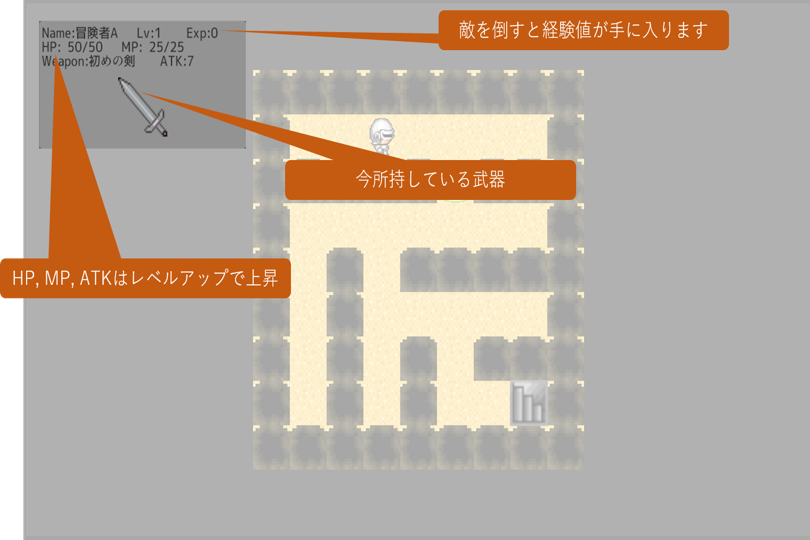 Name:冒険者A Lv:1 Exp:0
HP: 50/50 MP: 25/25
Weapon:初めの剣 ATK:7
敵を倒すと経験値が手に入ります
今所持している武器
HP, MP, ATKはレベルアップで上昇